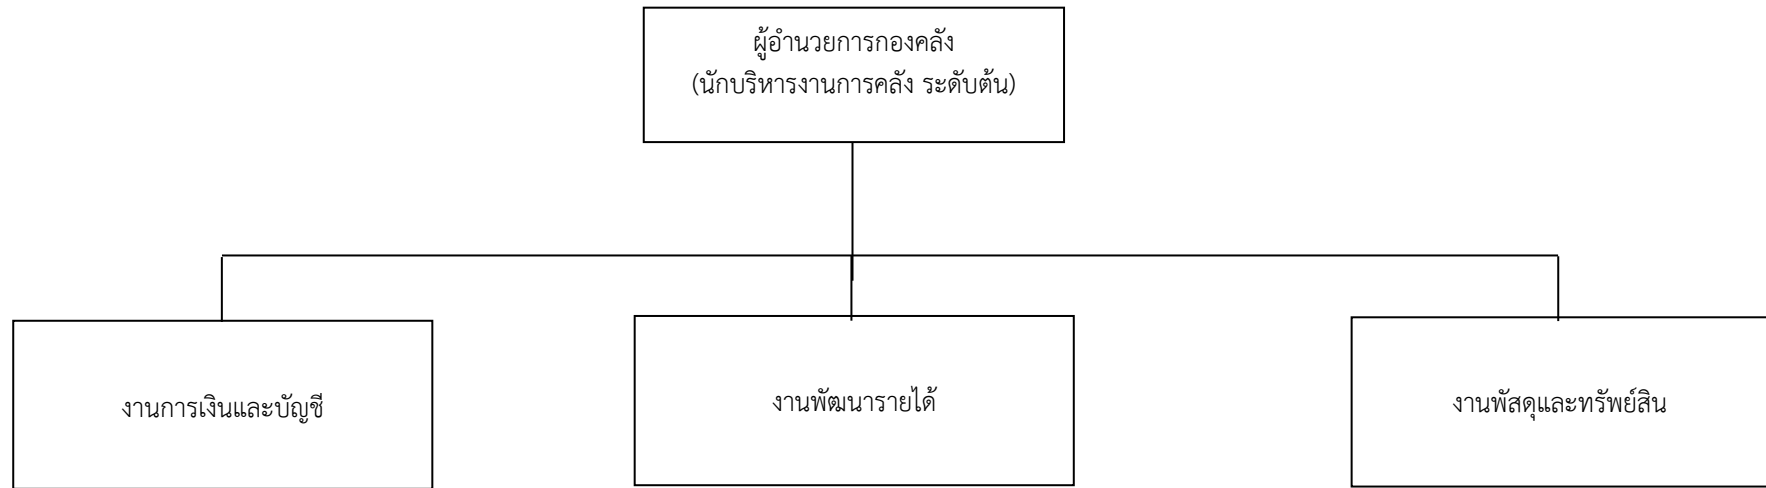 ผู้อำนวยการกองคลัง
(นักบริหารงานการคลัง ระดับต้น)
งานการเงินและบัญชี
งานพัฒนารายได้
งานพัสดุและทรัพย์สิน